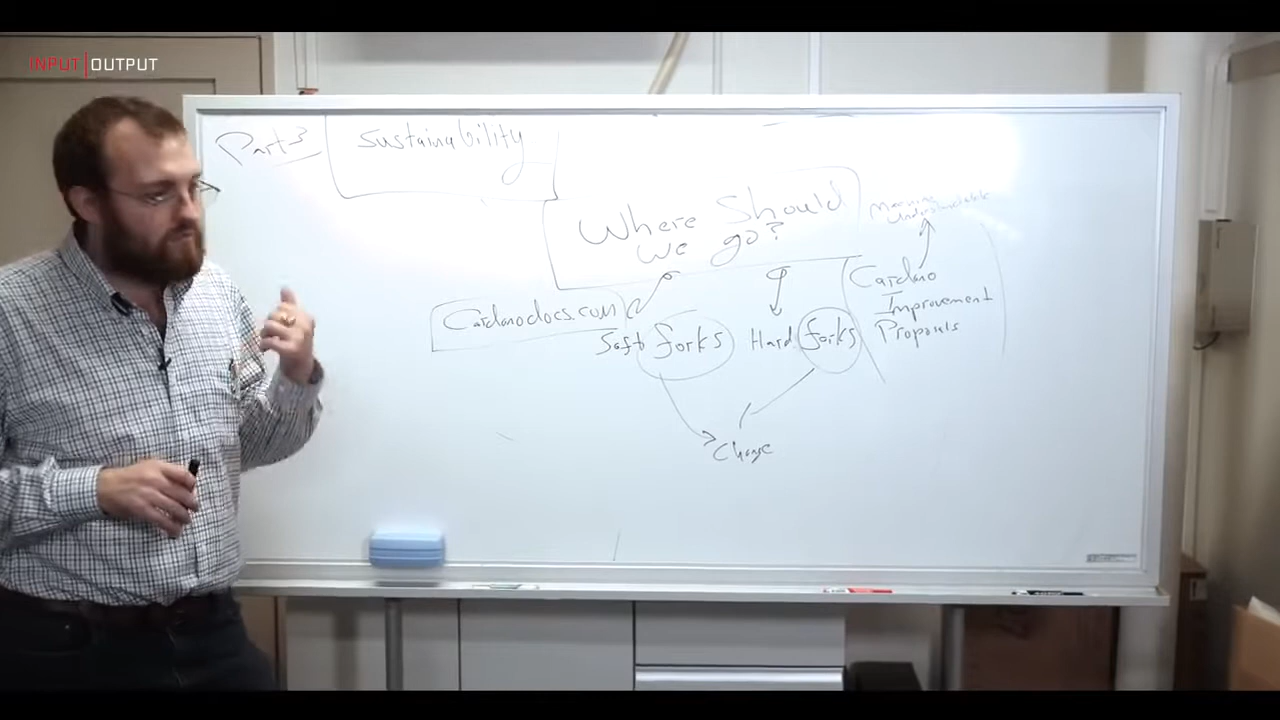 INPUT | OUTPUT
Part 3
Sustainability
Where Should
we go?
Cardanodocs.com
Soft forks
Hard forks
Cardano
Improvement
Proposals
Change